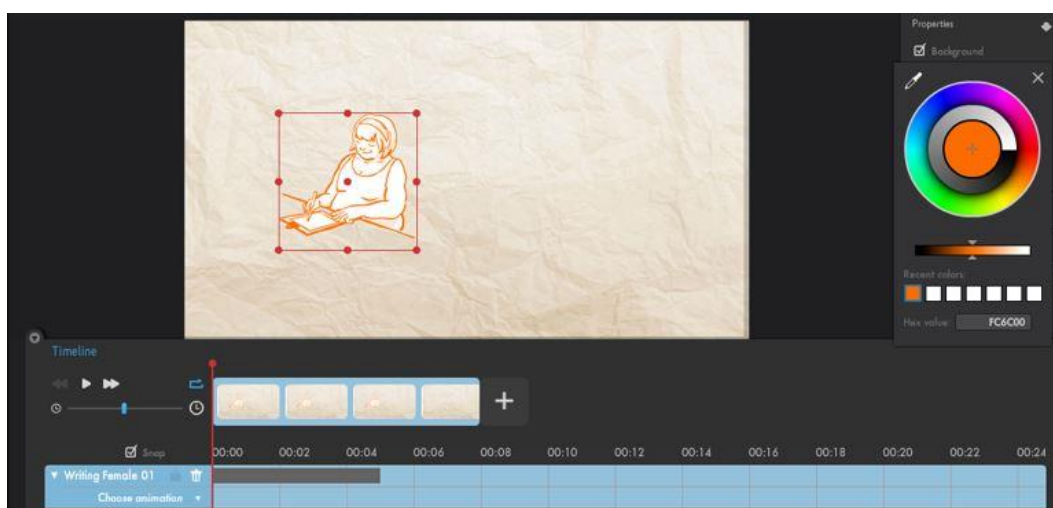 Properties
Background
Recent colors:
Hex value: FC6C00
Timeline
Snap
00:00 00:02 00:04 00:06 00:08 00:10 00:12 00:14 00:16 00:18 00:20 00:22 00:24
Writing Female 01
Choose animation